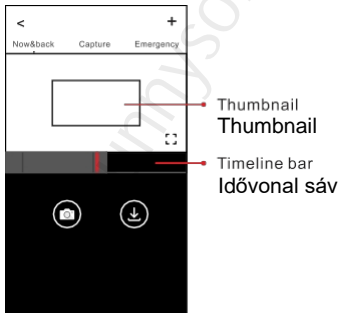 < +
Now&back Capture Emergency
Thumbnail
Thumbnail
Timeline bar
Idővonal sáv